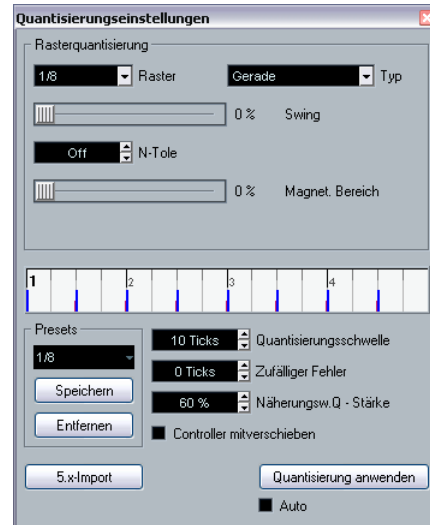 Quantisierungseinstellungen
Rasterquantisierung
1/8 Raster Gerade Typ
0 % Swing
Off N-Tole
0 % Magnet. Bereich
1 2 3 4
Presets
1/8
Speichern
Entfernen
10 Ticks Quantisierungsschwelle
0 Ticks Zufälliger Fehler
60 % Näherungsw.Q - Stärke
Controller mitverschieben
5.x-Import
Quantisierung anwenden
Auto